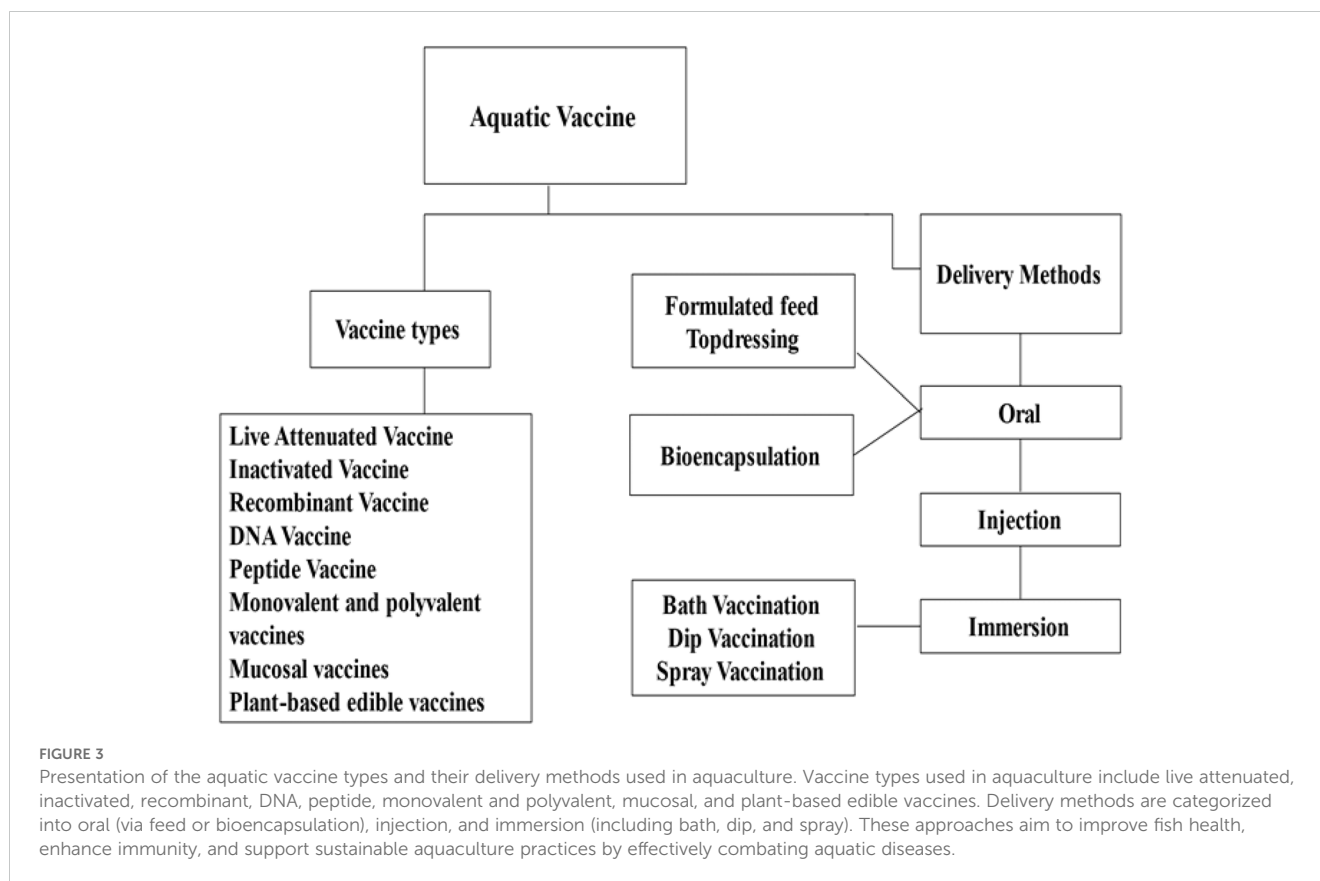 Aquatic Vaccine
Delivery Methods
Formulated feed
Topdressing
Vaccine types
Oral
Live Attenuated Vaccine
Inactivated Vaccine
Recombinant Vaccine
DNA Vaccine
Peptide Vaccine
Monovalent and polyvalent
vaccines
Mucosal vaccines
Plant-based edible vaccines
Bioencapsulation
Injection
Bath Vaccination
Dip Vaccination
Spray Vaccination
Immersion
FIGURE 3
Presentation of the aquatic vaccine types and their delivery methods used in aquaculture. Vaccine types used in aquaculture include live attenuated,
inactivated, recombinant, DNA, peptide, monovalent and polyvalent, mucosal, and plant-based edible vaccines. Delivery methods are categorized
into oral (via feed or bioencapsulation), injection, and immersion (including bath, dip, and spray). These approaches aim to improve fish health,
enhance immunity, and support sustainable aquaculture practices by effectively combating aquatic diseases.